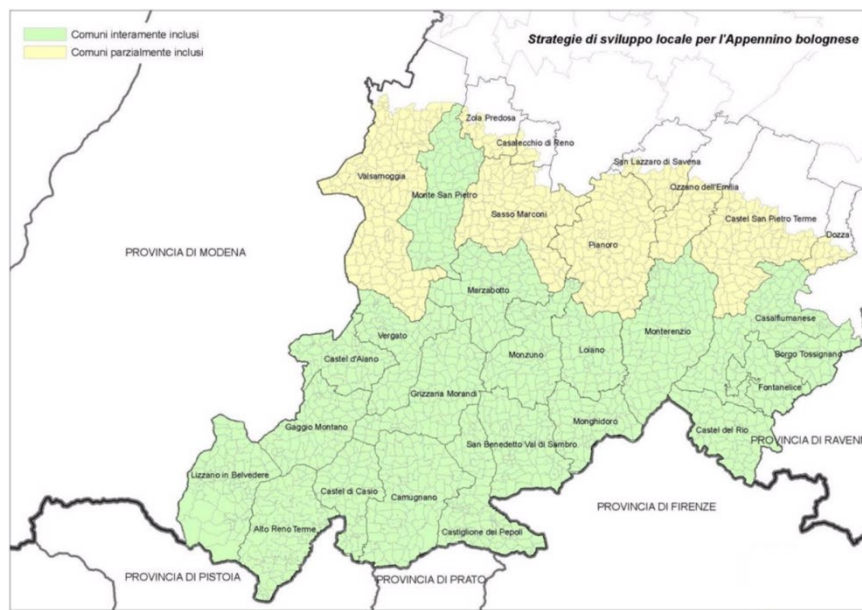 Comuni interamente inclusi
Comuni parzialmente inclusi
Strategie di sviluppo locale per l'Appennino bolognese
Zola Predosa
Casalecchio di Reno
San Lazzaro di Savena
Ozzano dell'Emilia
Valsamoggia
Monte San Pietro
Sasso Marconi
Castel San Pietro Terme
Dozza
Pianoro
PROVINCIA DI MODENA
Marzabotto
Casalfiumanese
Vergato
Monterenzio
Castel d'Aiano
Monzuno
Loiano
Borgo Tossignano
Fontanelice
Grizzana Morandi
Gaggio Montano
Monghidoro
Castel del Rio
San Benedetto Val di Sambro
PROVINCIA DI RAVENN
Lizzano in Belvedere
Castel di Casio
Camugnano
PROVINCIA DI FIRENZE
Alto Reno Terme
Castiglione dei Pepoli
PROVINCIA DI PISTOIA
PROVINCIA DI PRATO